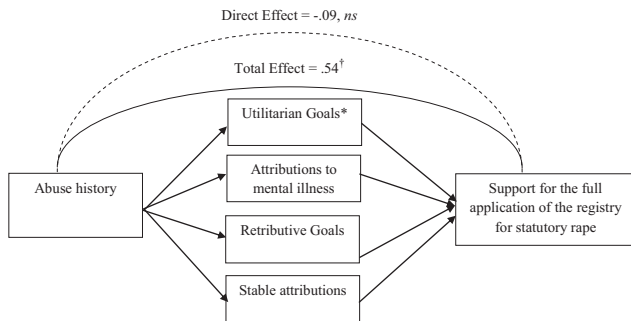 Direct Effect = -.09, ns
Total Effect = .54†
Utilitarian Goals*
Abuse history
Attributions to
mental illness
Retributive Goals
Stable attributions
Support for the full
application of the registry
for statutory rape